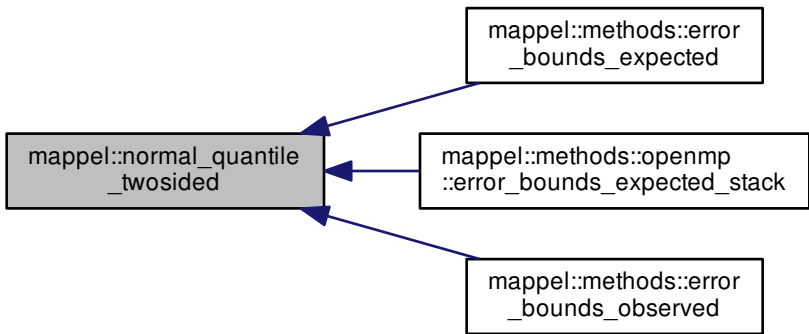 mappel::methods::error
_bounds_expected
mappel::normal_quantile
_twosided
mappel::methods::openmp
::error_bounds_expected_stack
mappel::methods::error
_bounds_observed